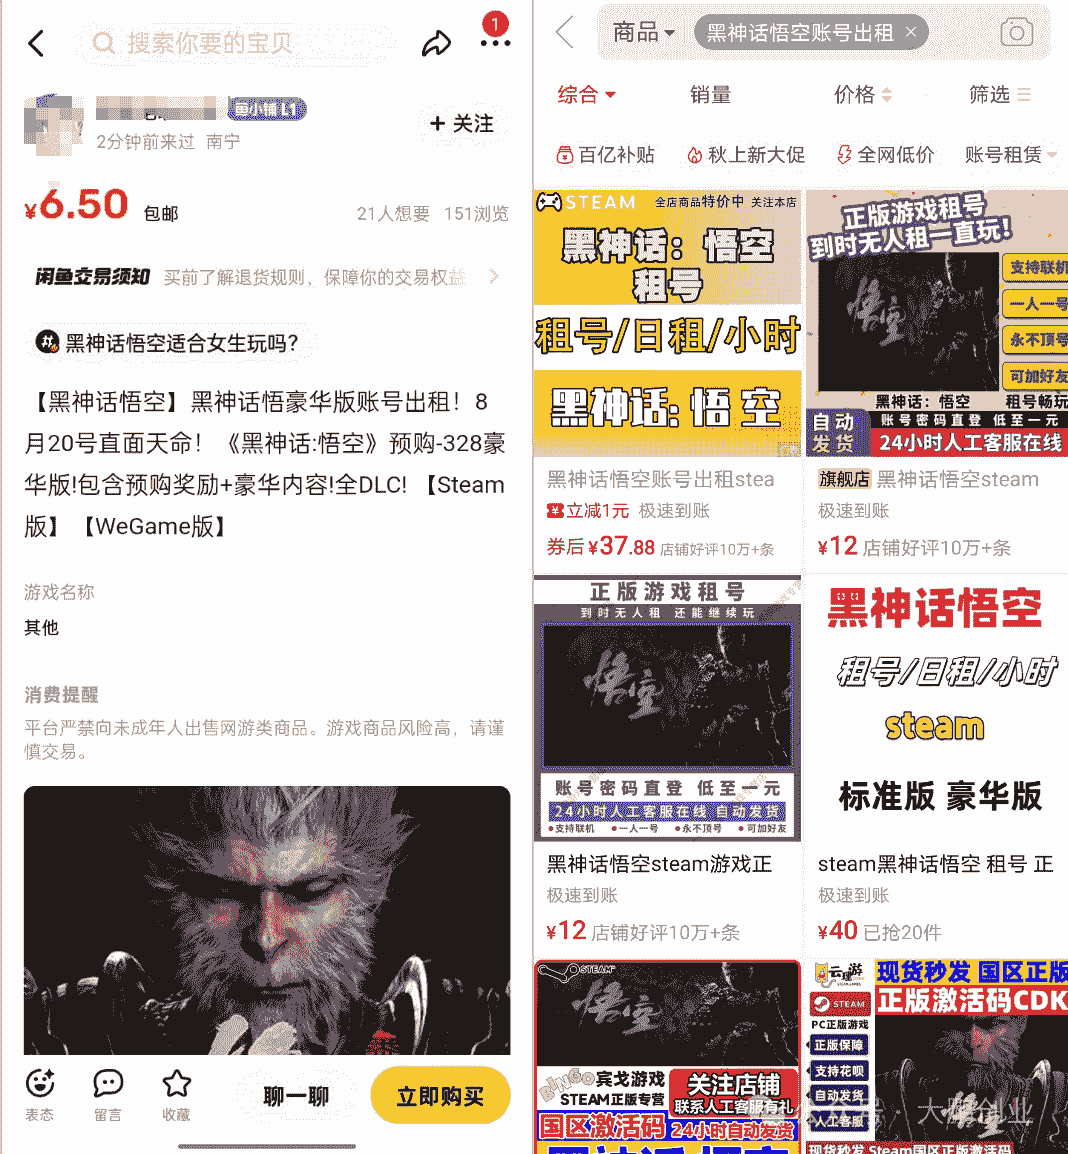 搜索你要的宝贝
1
鱼小铺 L1
2分钟前来过 南宁
+ 关注
¥6.50 包邮
21人想要 151浏览
闲鱼交易须知 买前了解退货规则，保障你的交易权益
黑神话悟空适合女生玩吗？
【黑神话悟空】黑神话悟豪华版账号出租！8
月20号直面天命！《黑神话:悟空》预购-328豪
华版!包含预购奖励+豪华内容!全DLC! 【Steam
版】【WeGame版】
游戏名称
其他
消费提醒
平台严禁向未成年人出售网游类商品。游戏商品风险高，请谨
慎交易。
表态
留言
收藏
聊一聊
立即购买
商品
黑神话悟空账号出租 ×
综合
销量
价格
筛选
百亿补贴
秋上新大促
全网低价
账号租赁
STEAM 全店商品特价中 关注本店
黑神话：悟空
租号
租号/日租/小时
黑神话: 悟空
黑神话悟空账号出租stea
立减1元 极速到账
券后¥37.88 店铺好评10万+条
正版游戏租号
到时无人租一直玩！
支持联机
一人一号
永不顶号
可加好友
黑神话：悟空 租号畅玩
自动
发货
账号密码直登 低至一元
24小时人工客服在线
旗舰店 黑神话悟空steam
极速到账
¥12 店铺好评10万+条
正版游戏租号
到时无人租 还能继续玩
悟空
账号密码直登 低至一元
24小时人工客服在线 自动发货
●支持联机 ●一人一号 ●永不顶号 ●可加好友
黑神话悟空steam游戏正
极速到账
¥12 店铺好评10万+条
黑神话悟空
租号/日租/小时
steam
标准版 豪华版
steam黑神话悟空 租号 正
极速到账
¥40 已抢20件
STEAM
悟空
BINGO宾戈游戏
STEAM正版专营
关注店铺
联系人工客服有礼
国区激活码 24小时自动发货
云理游
现货秒发 国区正版
正版激活码CDK
STEAM
PC正版游戏
正版保障
支持花呗
自动发货
人工客服
现货秒发 Steam国区正版激活码